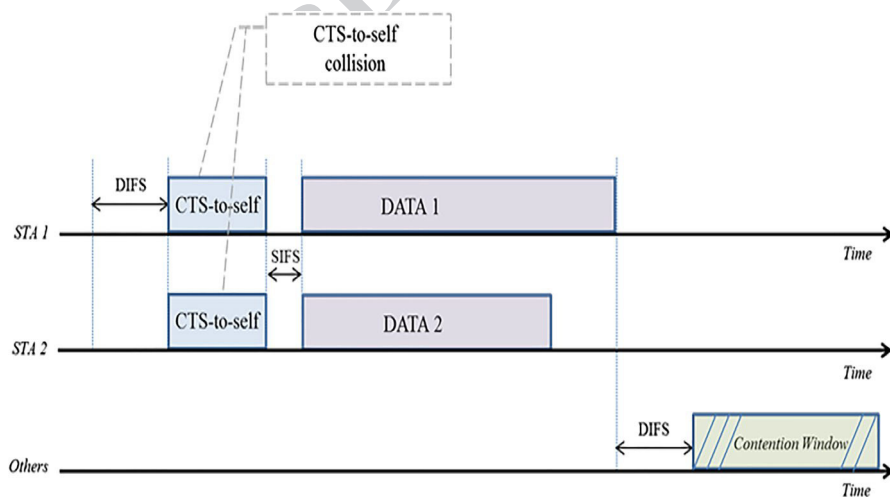 CTS-to-self
collision
DIFS
CTS-to-self
DATA 1
STA 1
Time
SIFS
CTS-to-self
DATA 2
STA 2
Time
DIFS
Contention Window
Others
Time